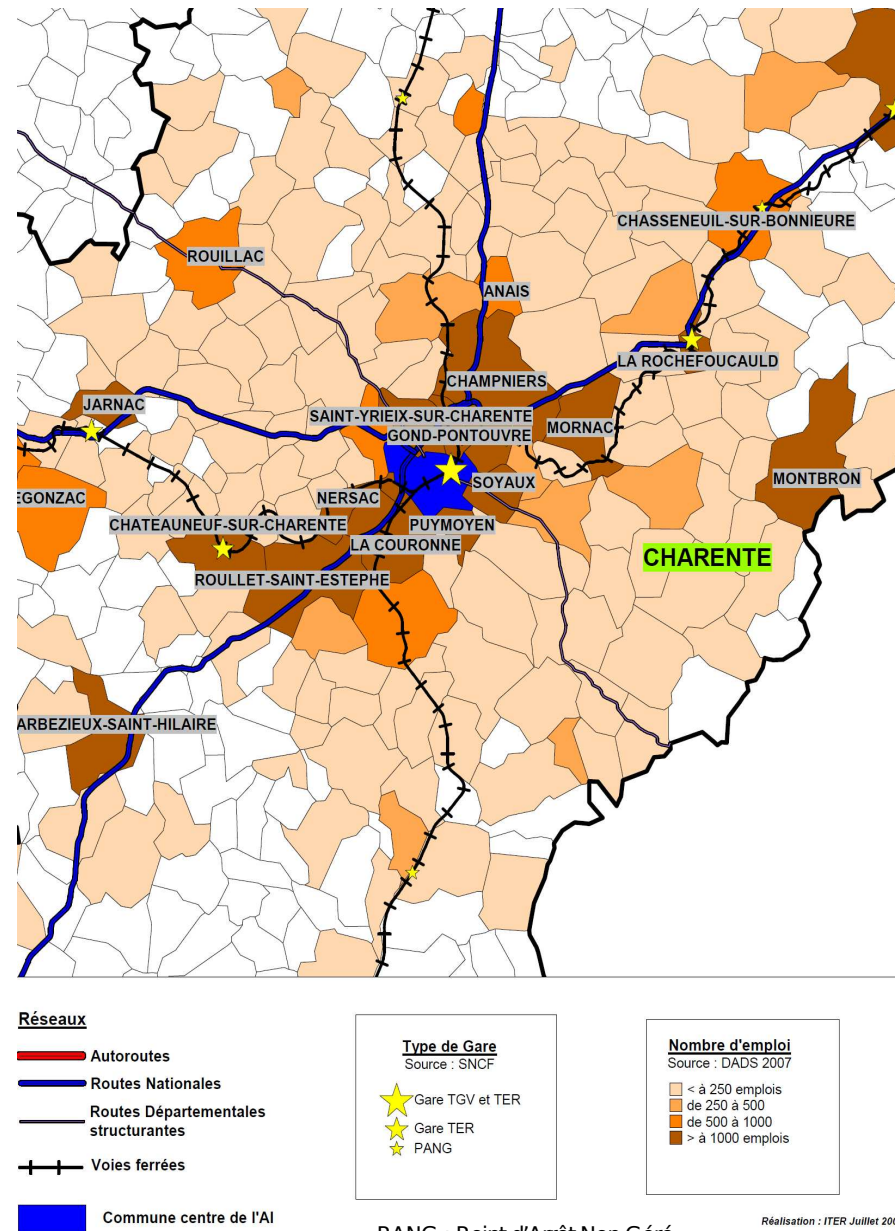 CHASSENEUIL-SUR-BONNIEURE
ROUILLAC
ANAIS
LA ROCHEFOUCAULD
CHAMPNIERS
JARNAC
SAINT-YRIEIX-SUR-CHARENTE
MORNAC
GOND-PONTOUVRE
SOYAUX
MONTBRON
EGONZAC
NERSAC
CHATEAUNEUF-SUR-CHARENTE
PUYMOYEN
LA COURONNE
CHARENTE
ROULLET-SAINT-ESTEPHE
ARBEZIEUX-SAINT-HILAIRE
Réseaux
Autoroutes
Routes Nationales
Routes Départementales
structurantes
Voies ferrées
Commune centre de l'AI
Type de Gare
Source : SNCF
Gare TGV et TER
Gare TER
PANG
Nombre d'emploi
Source : DADS 2007
< à 250 emplois
de 250 à 500
de 500 à 1000
> à 1000 emplois
PANG : Point d'Arrêt Non Géré
Réalisation : ITER Juillet 200